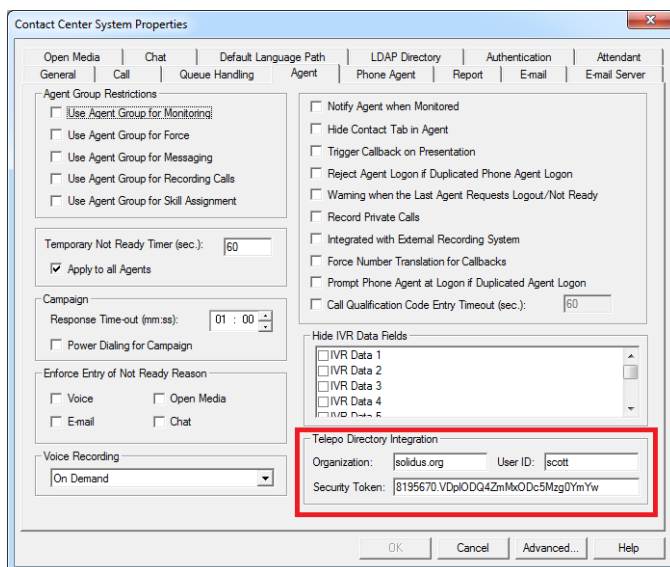 Contact Center System Properties
Open Media Chat Default Language Path LDAP Directory Authentication Attendant
General Call Queue Handling Agent Phone Agent Report E-mail E-mail Server
Agent Group Restrictions
Use Agent Group for Monitoring
Use Agent Group for Force
Use Agent Group for Messaging
Use Agent Group for Recording Calls
Use Agent Group for Skill Assignment
Temporary Not Ready Timer (sec.): 60
Apply to all Agents
Campaign
Response Time-out (mm:ss): 01 : 00
Power Dialing for Campaign
Enforce Entry of Not Ready Reason
Voice Open Media
E-mail Chat
Voice Recording
On Demand
Notify Agent when Monitored
Hide Contact Tab in Agent
Trigger Callback on Presentation
Reject Agent Logon if Duplicated Phone Agent Logon
Warning when the Last Agent Requests Logout/Not Ready
Record Private Calls
Integrated with External Recording System
Force Number Translation for Callbacks
Prompt Phone Agent at Logon if Duplicated Agent Logon
Call Qualification Code Entry Timeout (sec.): 60
Hide IVR Data Fields
IVR Data 1
IVR Data 2
IVR Data 3
IVR Data 4
IVR Data 5
Telepo Directory Integration
Organization: solidus.org User ID: scott
Security Token: 8195670.VDplODQ4ZmMxODc5Mzg0YmYw
OK Cancel Advanced... Help